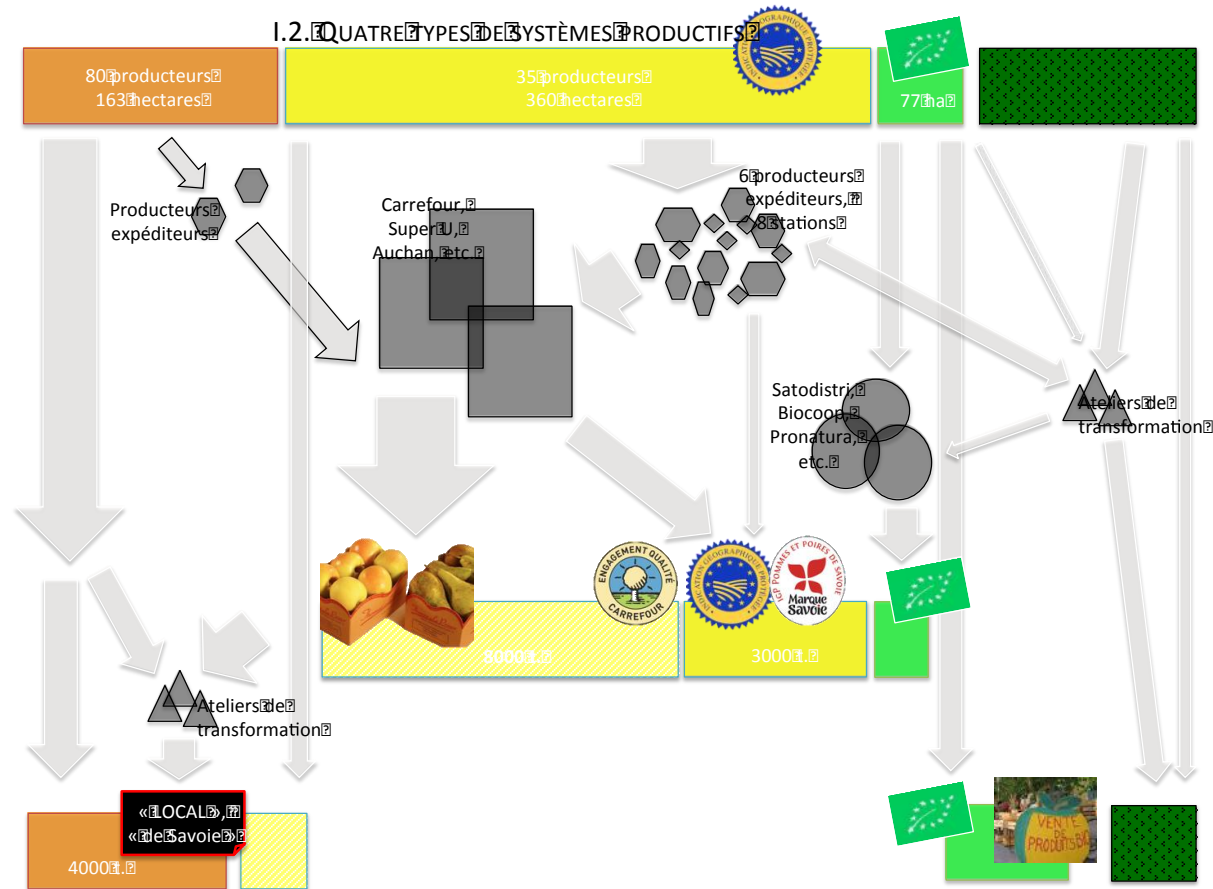 I.2. QUATRE TYPES DE SYSTÈMES PRODUCTIFS
80 producteurs
163 hectares
35 producteurs
360 hectares
INDICATION GÉOGRAPHIQUE PROTÉGÉE
77 ha
Producteurs
expéditeurs
Carrefour,
Super U,
Auchan, etc.
6 producteurs
expéditeurs,
8 stations
Satodistri,
Biocoop,
Pronatura,
etc.
Ateliers de
transformation
ENGAGEMENT QUALITÉ
CARREFOUR
INDICATION GÉOGRAPHIQUE PROTÉGÉE
IGP POMMES ET POIRES DE SAVOIE
Marque
Savoie
8000 t.
3000 t.
Ateliers de
transformation
« LOCAL »,
« de Savoie »
4000 t.
VENTE
DE
PRODUITS BIO